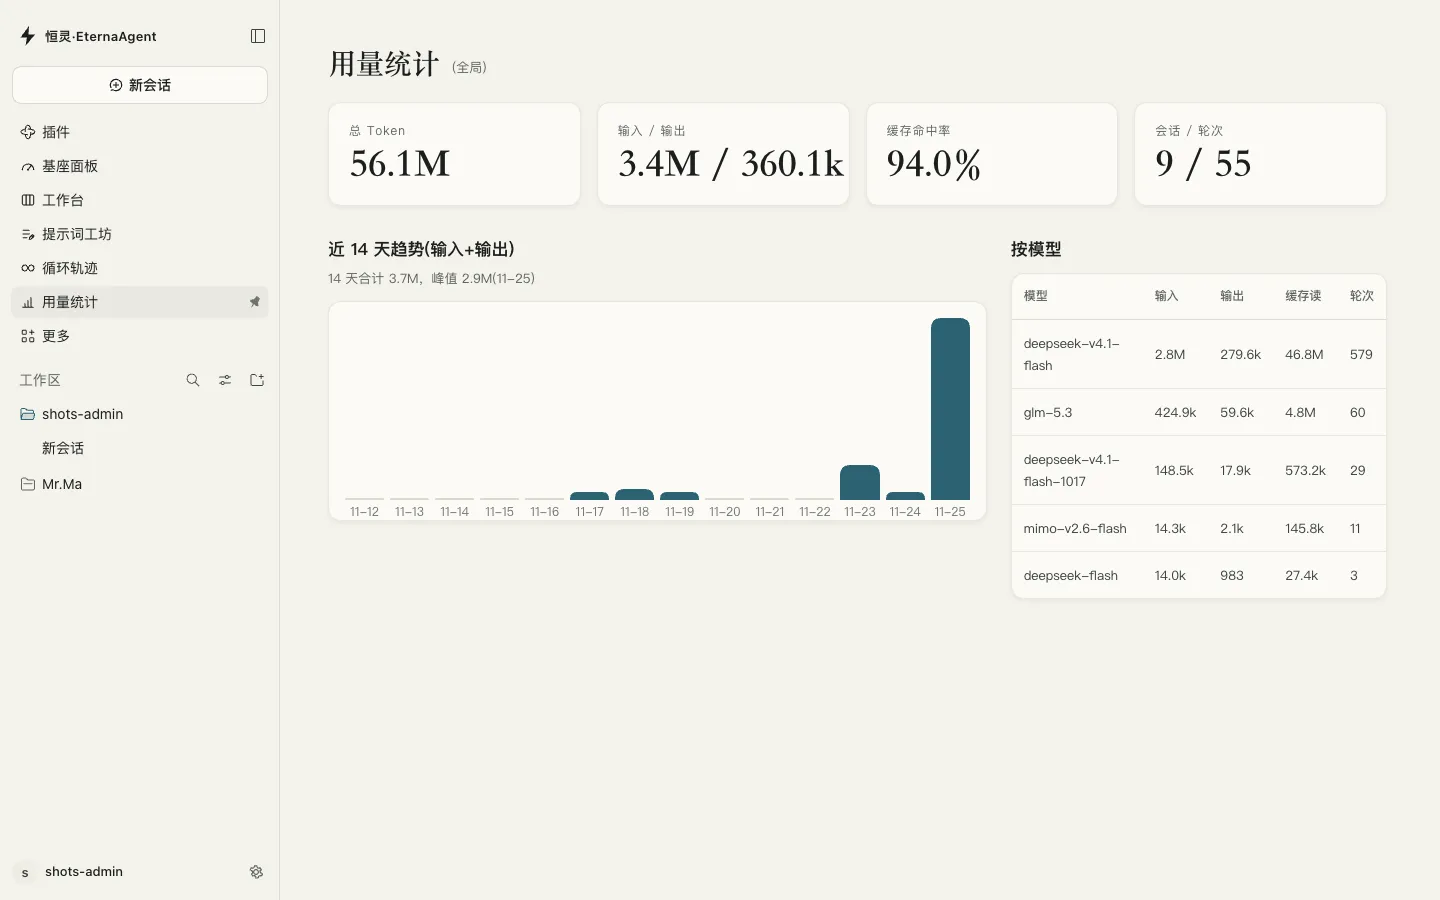 恒灵·EternaAgent
新会话
插件
基座面板
工作台
提示词工坊
循环轨迹
用量统计
更多
工作区
shots-admin
新会话
Mr.Ma
s shots-admin
用量统计 (全局)
总 Token
56.1M
输入 / 输出
3.4M / 360.1k
缓存命中率
94.0%
会话 / 轮次
9 / 55
近 14 天趋势(输入+输出)
14 天合计 3.7M，峰值 2.9M(11-25)
11-12 11-13 11-14 11-15 11-16 11-17 11-18 11-19 11-20 11-21 11-22 11-23 11-24 11-25
按模型
模型 输入 输出 缓存读 轮次
deepseek-v4.1-
flash 2.8M 279.6k 46.8M 579
glm-5.3 424.9k 59.6k 4.8M 60
deepseek-v4.1-
flash-1017 148.5k 17.9k 573.2k 29
mimo-v2.6-flash 14.3k 2.1k 145.8k 11
deepseek-flash 14.0k 983 27.4k 3